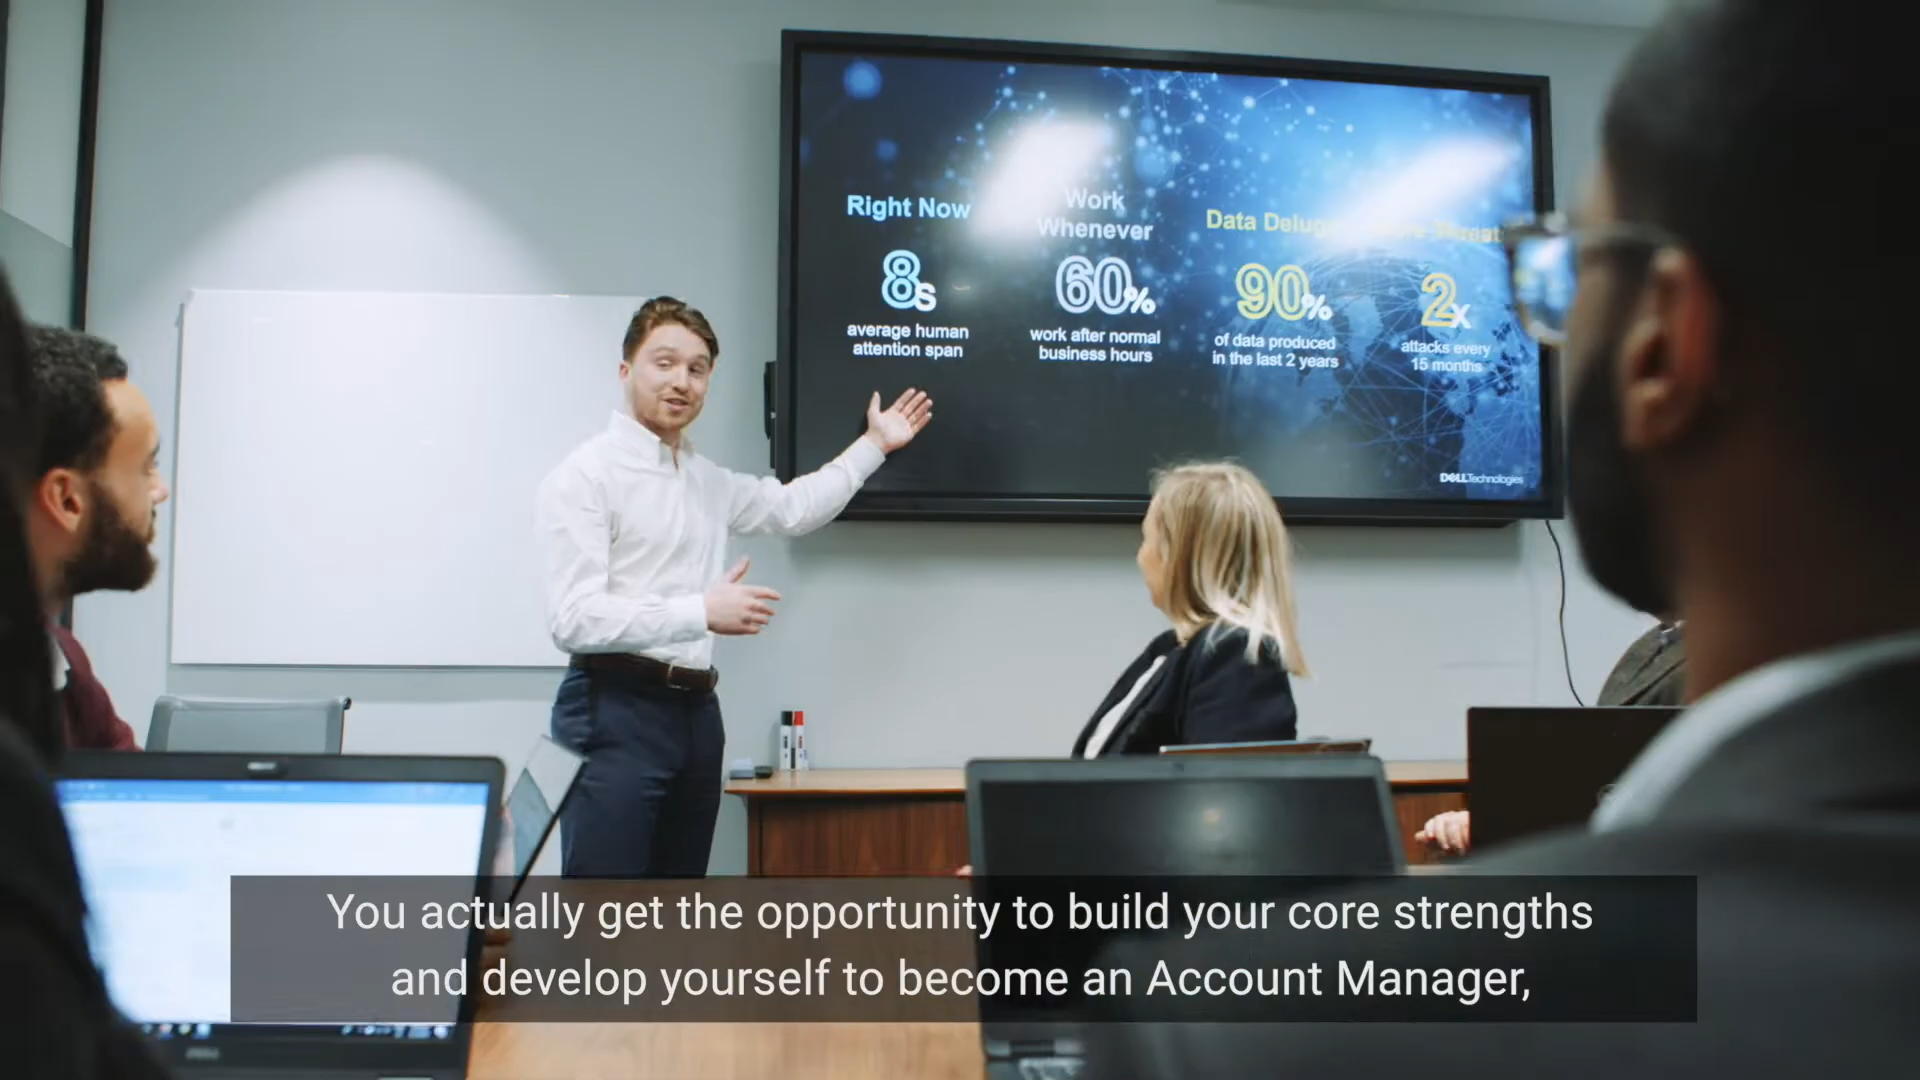 Right Now
8s
average human
attention span
Work
Whenever
60%
work after normal
business hours
Data Deluge
90%
of data produced
in the last 2 years
Threat
2x
attacks every
15 months
DELLTechnologies
You actually get the opportunity to build your core strengths
and develop yourself to become an Account Manager,